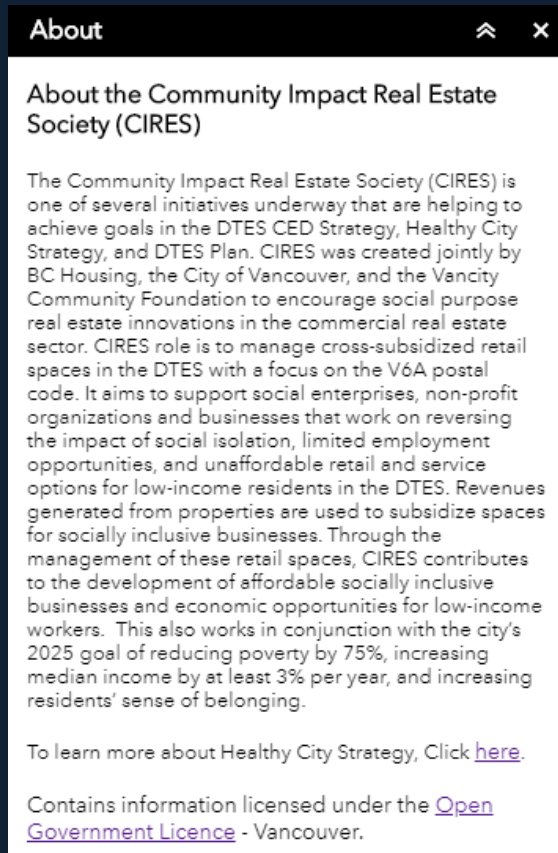 About
About the Community Impact Real Estate
Society (CIRES)
The Community Impact Real Estate Society (CIRES) is
one of several initiatives underway that are helping to
achieve goals in the DTES CED Strategy, Healthy City
Strategy, and DTES Plan. CIRES was created jointly by
BC Housing, the City of Vancouver, and the Vancity
Community Foundation to encourage social purpose
real estate innovations in the commercial real estate
sector. CIRES role is to manage cross-subsidized retail
spaces in the DTES with a focus on the V6A postal
code. It aims to support social enterprises, non-profit
organizations and businesses that work on reversing
the impact of social isolation, limited employment
opportunities, and unaffordable retail and service
options for low-income residents in the DTES. Revenues
generated from properties are used to subsidize spaces
for socially inclusive businesses. Through the
management of these retail spaces, CIRES contributes
to the development of affordable socially inclusive
businesses and economic opportunities for low-income
workers.  This also works in conjunction with the city's
2025 goal of reducing poverty by 75%, increasing
median income by at least 3% per year, and increasing
residents' sense of belonging.
To learn more about Healthy City Strategy, Click here.
Contains information licensed under the Open
Government Licence - Vancouver.